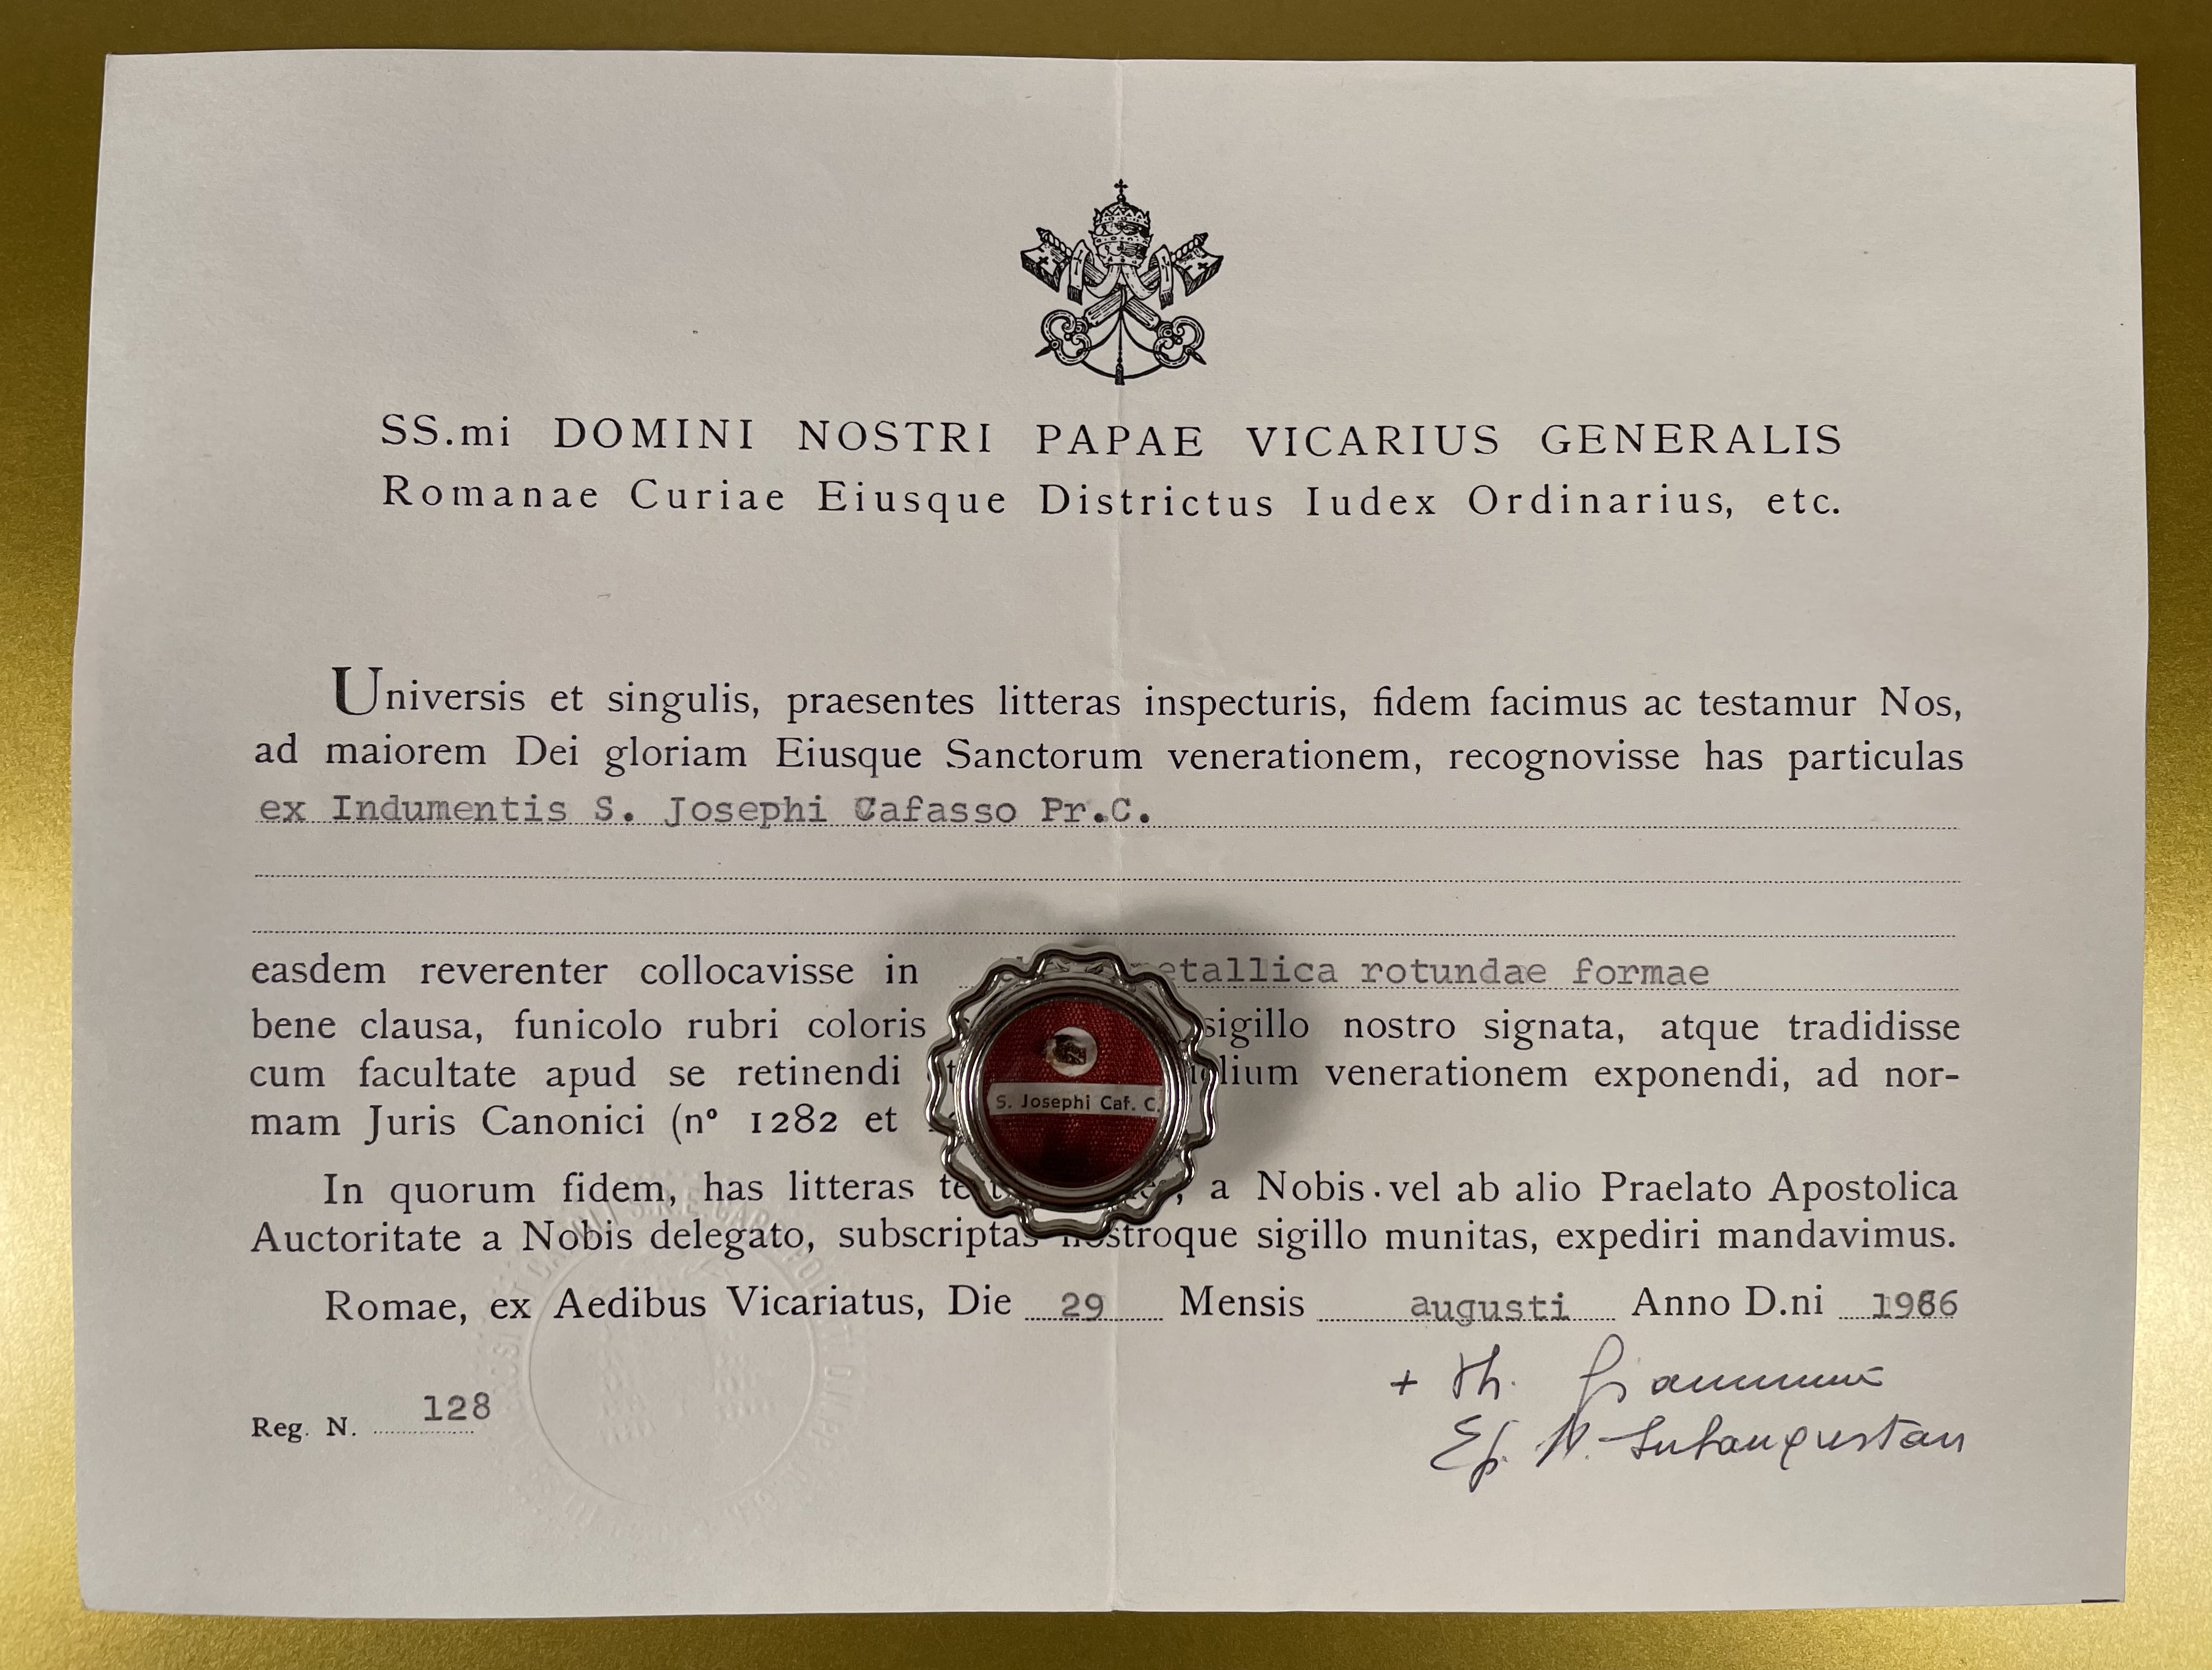 SS.mi DOMINI NOSTRI PAPAE VICARIUS GENERALIS
Romanae Curiae Eiusque Districtus Iudex Ordinarius, etc.
Universis et singulis, praesentes litteras inspecturis, fidem facimus ac testamur Nos,
ad maiorem Dei gloriam Eiusque Sanctorum venerationem, recognovisse has particulas
ex Indumentis S. Josephi Cafasso Pr.C.
easdem reverenter collocavisse in etallica rotundae formae
bene clausa, funicolo rubri coloris sigillo nostro signata, atque tradidisse
cum facultate apud se retinendi lium venerationem exponendi, ad nor-
mam Juris Canonici (nº 1282 et
S. Josephi Caf. C.
In quorum fidem, has litteras a Nobis vel ab alio Praelato Apostolica
Auctoritate a Nobis delegato, subscriptas nostroque sigillo munitas, expediri mandavimus.
Romae, ex Aedibus Vicariatus, Die 29 Mensis augusti Anno D.ni 1986
Reg. N. 128
+ Th.
Ep.